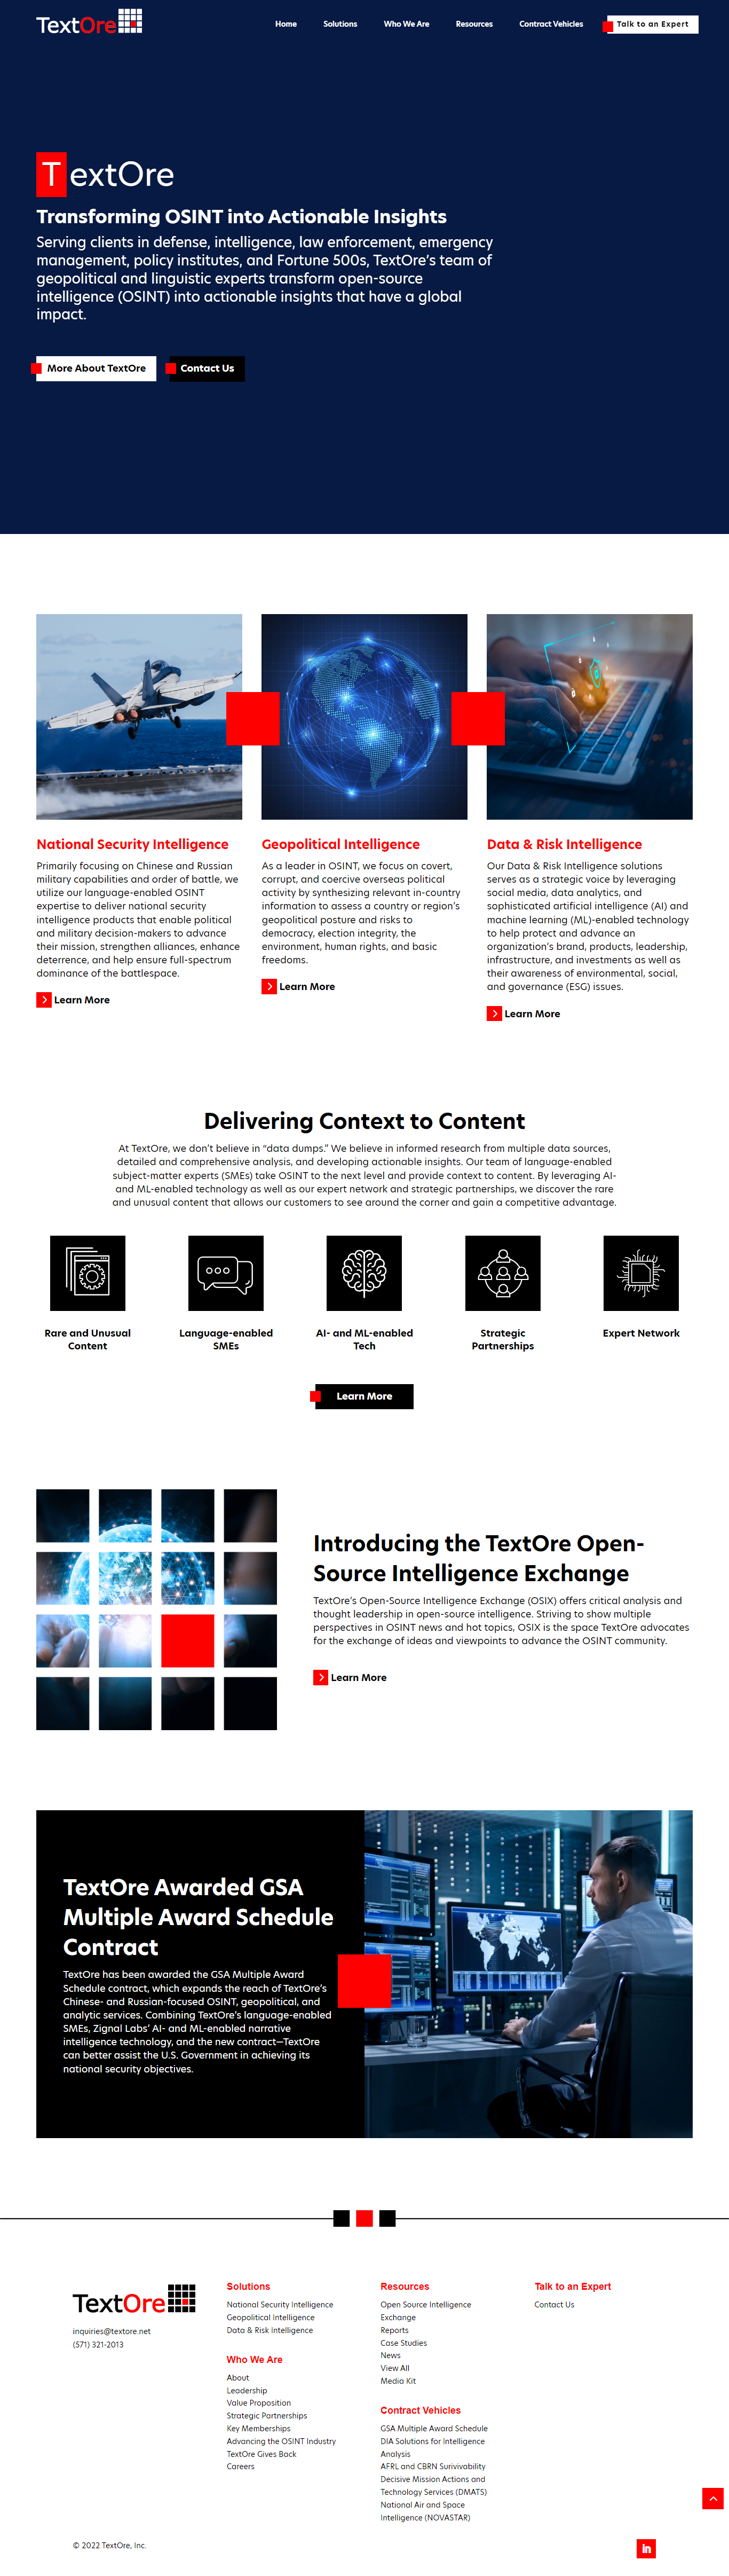 TextOre
Home Solutions Who We Are Resources Contract Vehicles Talk to an Expert
TextOre
Transforming OSINT into Actionable Insights
Serving clients in defense, intelligence, law enforcement, emergency
management, policy institutes, and Fortune 500s, TextOre’s team of
geopolitical and linguistic experts transform open-source
intelligence (OSINT) into actionable insights that have a global
impact.
More About TextOre Contact Us
National Security Intelligence
Primarily focusing on Chinese and Russian
military capabilities and order of battle, we
utilize our language-enabled OSINT
expertise to deliver national security
intelligence products that enable political
and military decision-makers to advance
their mission, strengthen alliances, enhance
deterrence, and help ensure full-spectrum
dominance of the battlespace.
Learn More
Geopolitical Intelligence
As a leader in OSINT, we focus on covert,
corrupt, and coercive overseas political
activity by synthesizing relevant in-country
information to assess a country or region’s
geopolitical posture and risks to
democracy, election integrity, the
environment, human rights, and basic
freedoms.
Learn More
Data & Risk Intelligence
Our Data & Risk Intelligence solutions
serves as a strategic voice by leveraging
social media, data analytics, and
sophisticated artificial intelligence (AI) and
machine learning (ML)-enabled technology
to help protect and advance an
organization’s brand, products, leadership,
infrastructure, and investments as well as
their awareness of environmental, social,
and governance (ESG) issues.
Learn More
Delivering Context to Content
At TextOre, we don’t believe in “data dumps.” We believe in informed research from multiple data sources,
detailed and comprehensive analysis, and developing actionable insights. Our team of language-enabled
subject-matter experts (SMEs) take OSINT to the next level and provide context to content. By leveraging AI-
and ML-enabled technology as well as our expert network and strategic partnerships, we discover the rare
and unusual content that allows our customers to see around the corner and gain a competitive advantage.
Rare and Unusual
Content
Language-enabled
SMEs
AI- and ML-enabled
Tech
Strategic
Partnerships
Expert Network
Learn More
Introducing the TextOre Open-
Source Intelligence Exchange
TextOre’s Open-Source Intelligence Exchange (OSIX) offers critical analysis and
thought leadership in open-source intelligence. Striving to show multiple
perspectives in OSINT news and hot topics, OSIX is the space TextOre advocates
for the exchange of ideas and viewpoints to advance the OSINT community.
Learn More
TextOre Awarded GSA
Multiple Award Schedule
Contract
TextOre has been awarded the GSA Multiple Award
Schedule contract, which expands the reach of TextOre’s
Chinese- and Russian-focused OSINT, geopolitical, and
analytic services. Combining TextOre’s language-enabled
SMEs, Zignal Labs’ AI- and ML-enabled narrative
intelligence technology, and the new contract—TextOre
can better assist the U.S. Government in achieving its
national security objectives.
TextOre
inquiries@textore.net
(571) 321-2013
Solutions
National Security Intelligence
Geopolitical Intelligence
Data & Risk Intelligence
Who We Are
About
Leadership
Value Proposition
Strategic Partnerships
Key Memberships
Advancing the OSINT Industry
TextOre Gives Back
Careers
Resources
Open Source Intelligence
Exchange
Reports
Case Studies
News
View All
Media Kit
Contract Vehicles
GSA Multiple Award Schedule
DIA Solutions for Intelligence
Analysis
AFRL and CBRN Surivivability
Decisive Mission Actions and
Technology Services (DMATS)
National Air and Space
Intelligence (NOVASTAR)
Talk to an Expert
Contact Us
© 2022 TextOre, Inc.
in